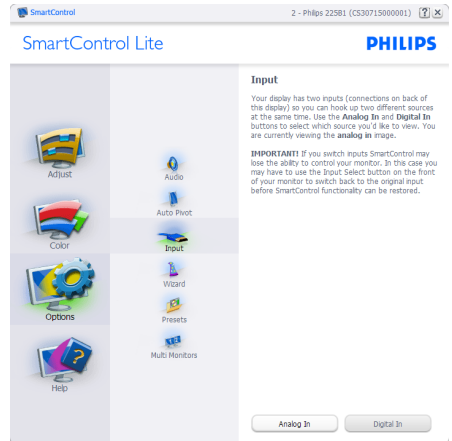 SmartControl
2 - Philips 225B1 (CS30715000001)
SmartControl Lite
PHILIPS
Adjust
Color
Options
Help
Audio
Auto Pivot
Input
Wizard
Presets
Multi Monitors
Input
Your display has two inputs (connections on back of
this display) so you can hook up two different sources
at the same time. Use the Analog In and Digital In
buttons to select which source you'd like to view. You
are currently viewing the analog in image.
IMPORTANT! If you switch inputs SmartControl may
lose the ability to control your monitor. In this case you
may have to use the Input Select button on the front
of your monitor to switch back to the original input
before SmartControl functionality can be restored.
Analog In
Digital In